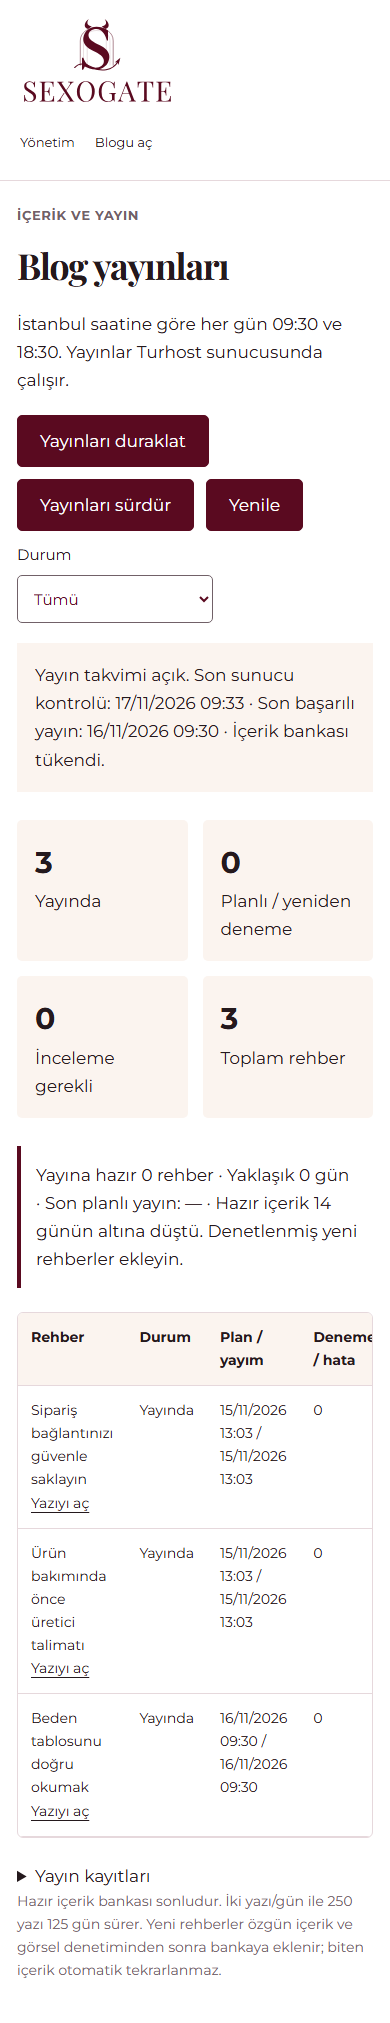 SEXOGATE
Yönetim Blogu aç
İÇERİK VE YAYIN
Blog yayınları
İstanbul saatine göre her gün 09:30 ve
18:30. Yayınlar Turhost sunucusunda
çalışır.
Yayınları duraklat
Yayınları sürdür Yenile
Durum
Tümü
Yayın takvimi açık. Son sunucu
kontrolü: 17/11/2026 09:33 · Son başarılı
yayın: 16/11/2026 09:30 · İçerik bankası
tükendi.
3
Yayında
0
Planlı / yeniden
deneme
0
İnceleme
gerekli
3
Toplam rehber
Yayına hazır 0 rehber · Yaklaşık 0 gün
· Son planlı yayın: — · Hazır içerik 14
günün altına düştü. Denetlenmiş yeni
rehberler ekleyin.
Rehber Durum Plan / Deneme
yayım / hata
Sipariş Yayında 15/11/2026 0
bağlantınızı 13:03 /
güvenle 15/11/2026
saklayın 13:03
Yazıyı aç
Ürün Yayında 15/11/2026 0
bakımında 13:03 /
önce 15/11/2026
üretici 13:03
talimatı
Yazıyı aç
Beden Yayında 16/11/2026 0
tablosunu 09:30 /
doğru 16/11/2026
okumak 09:30
Yazıyı aç
Yayın kayıtları
Hazır içerik bankası sonludur. İki yazı/gün ile 250
yazı 125 gün sürer. Yeni rehberler özgün içerik ve
görsel denetiminden sonra bankaya eklenir; biten
içerik otomatik tekrarlanmaz.